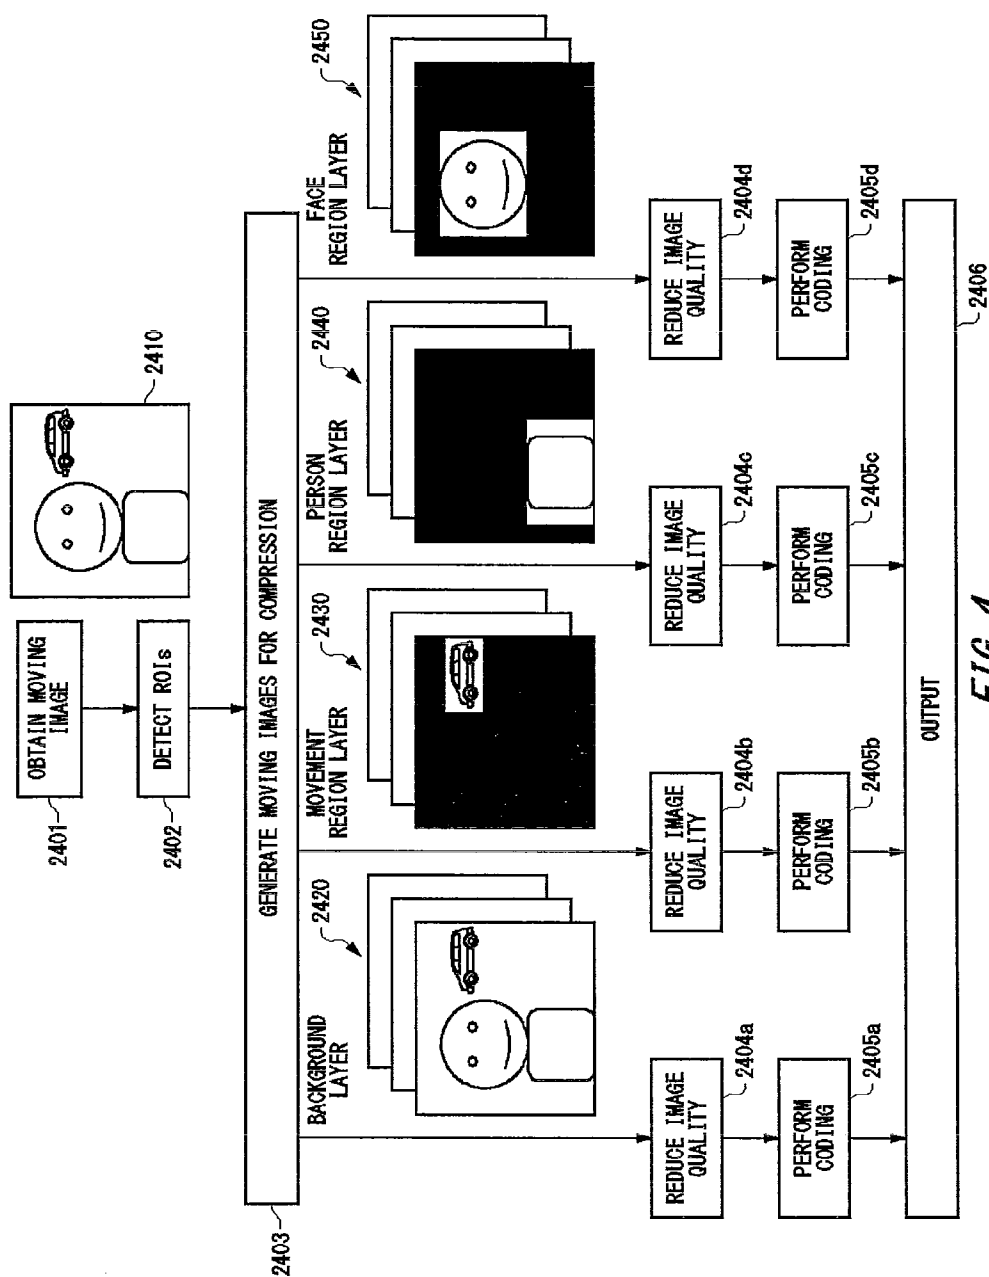 OBTAIN MOVING
IMAGE
2401
DETECT ROIs
2402
2410
GENERATE MOVING IMAGES FOR COMPRESSION
2403
BACKGROUND
LAYER
2420
MOVEMENT
REGION LAYER
2430
PERSON
REGION LAYER
2440
FACE
REGION LAYER
2450
REDUCE IMAGE
QUALITY
2404a
REDUCE IMAGE
QUALITY
2404b
REDUCE IMAGE
QUALITY
2404c
REDUCE IMAGE
QUALITY
2404d
PERFORM
CODING
2405a
PERFORM
CODING
2405b
PERFORM
CODING
2405c
PERFORM
CODING
2405d
OUTPUT
2406